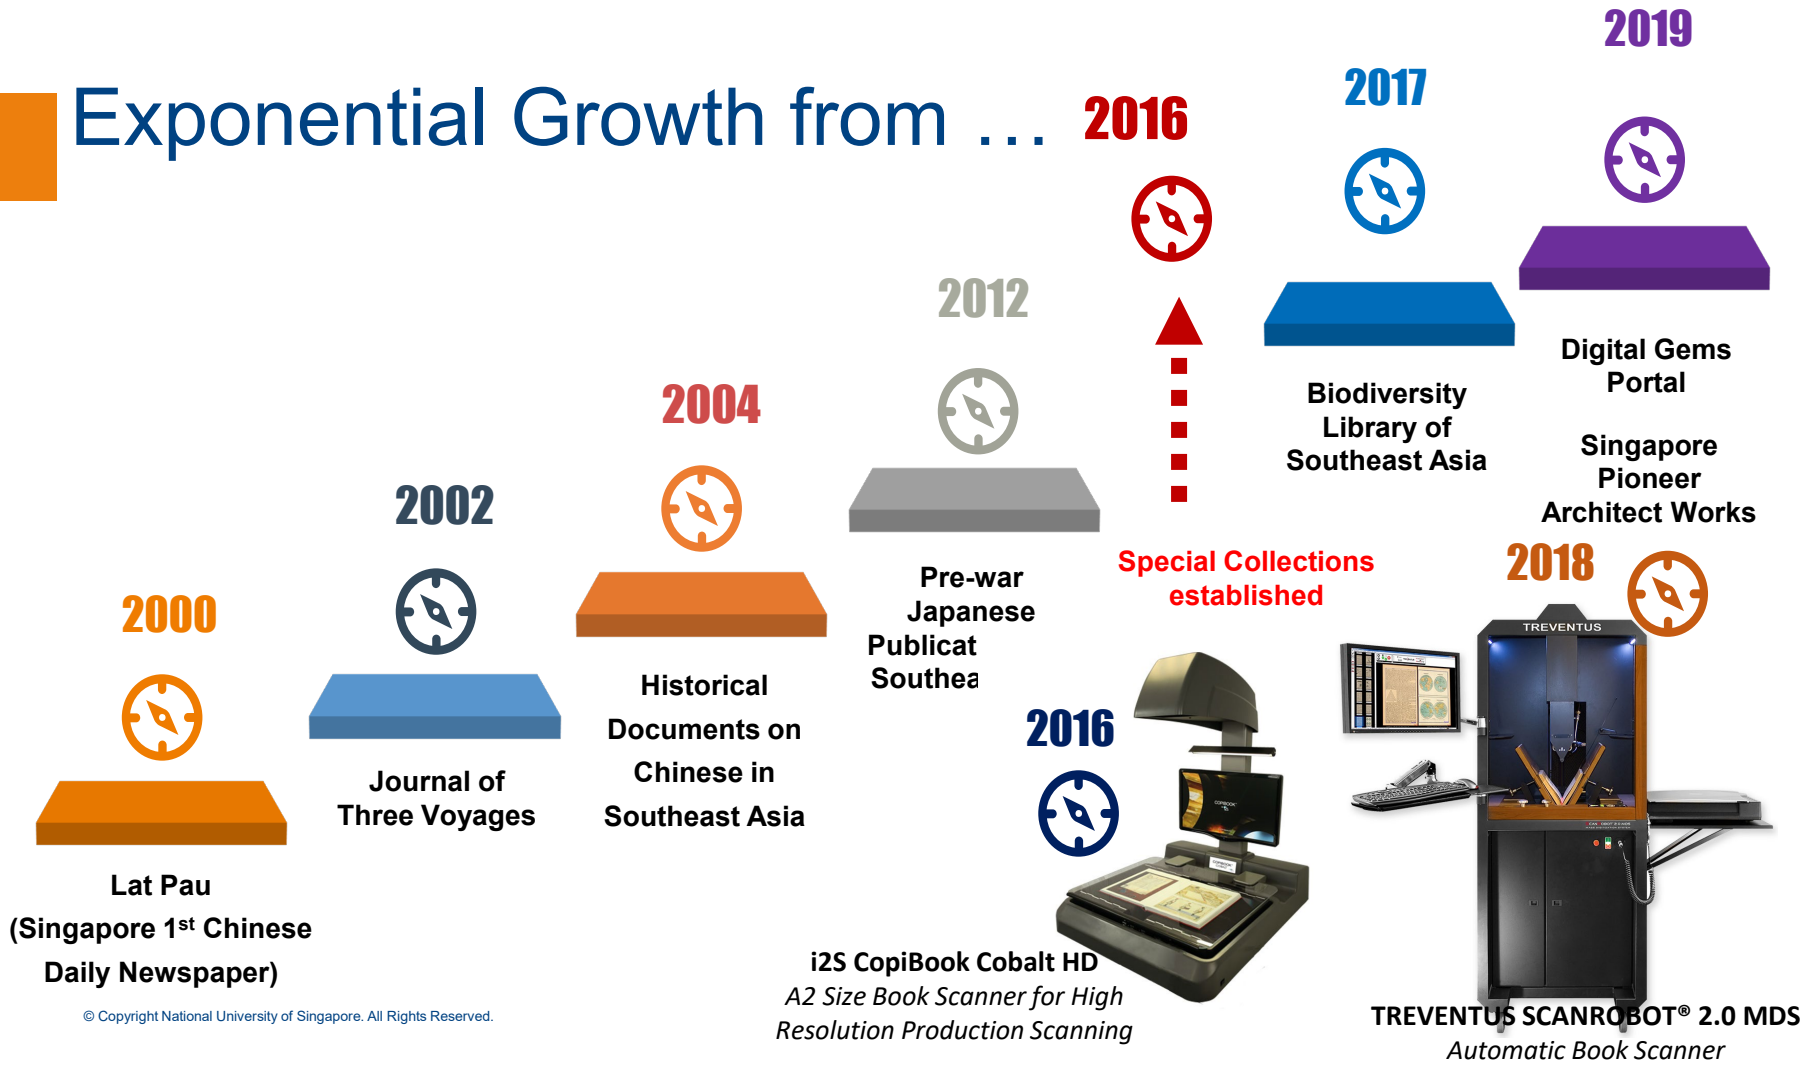 Exponential Growth from …
2016
2017
2019
2012
2004
2002
2000
Lat Pau
(Singapore 1st Chinese
Daily Newspaper)
Journal of
Three Voyages
Historical
Documents on
Chinese in
Southeast Asia
Pre-war
Japanese
Publicat
Southea
Special Collections
established
Biodiversity
Library of
Southeast Asia
Digital Gems
Portal
Singapore
Pioneer
Architect Works
2018
TREVENTUS
2016
COPIBOOK
COPIBOOK
i2S CopiBook Cobalt HD
A2 Size Book Scanner for High
Resolution Production Scanning
TREVENTUS SCANROBOT® 2.0 MDS
Automatic Book Scanner
© Copyright National University of Singapore. All Rights Reserved.